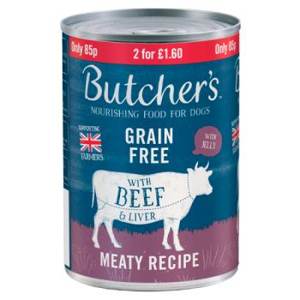 Only 85p
2 for £1.60
Only 85p
Butcher's
NOURISHING FOOD FOR DOGS
SUPPORTING
FARMERS
GRAIN
FREE
WITH
JELLY
WITH
BEEF
& LIVER
MEATY RECIPE